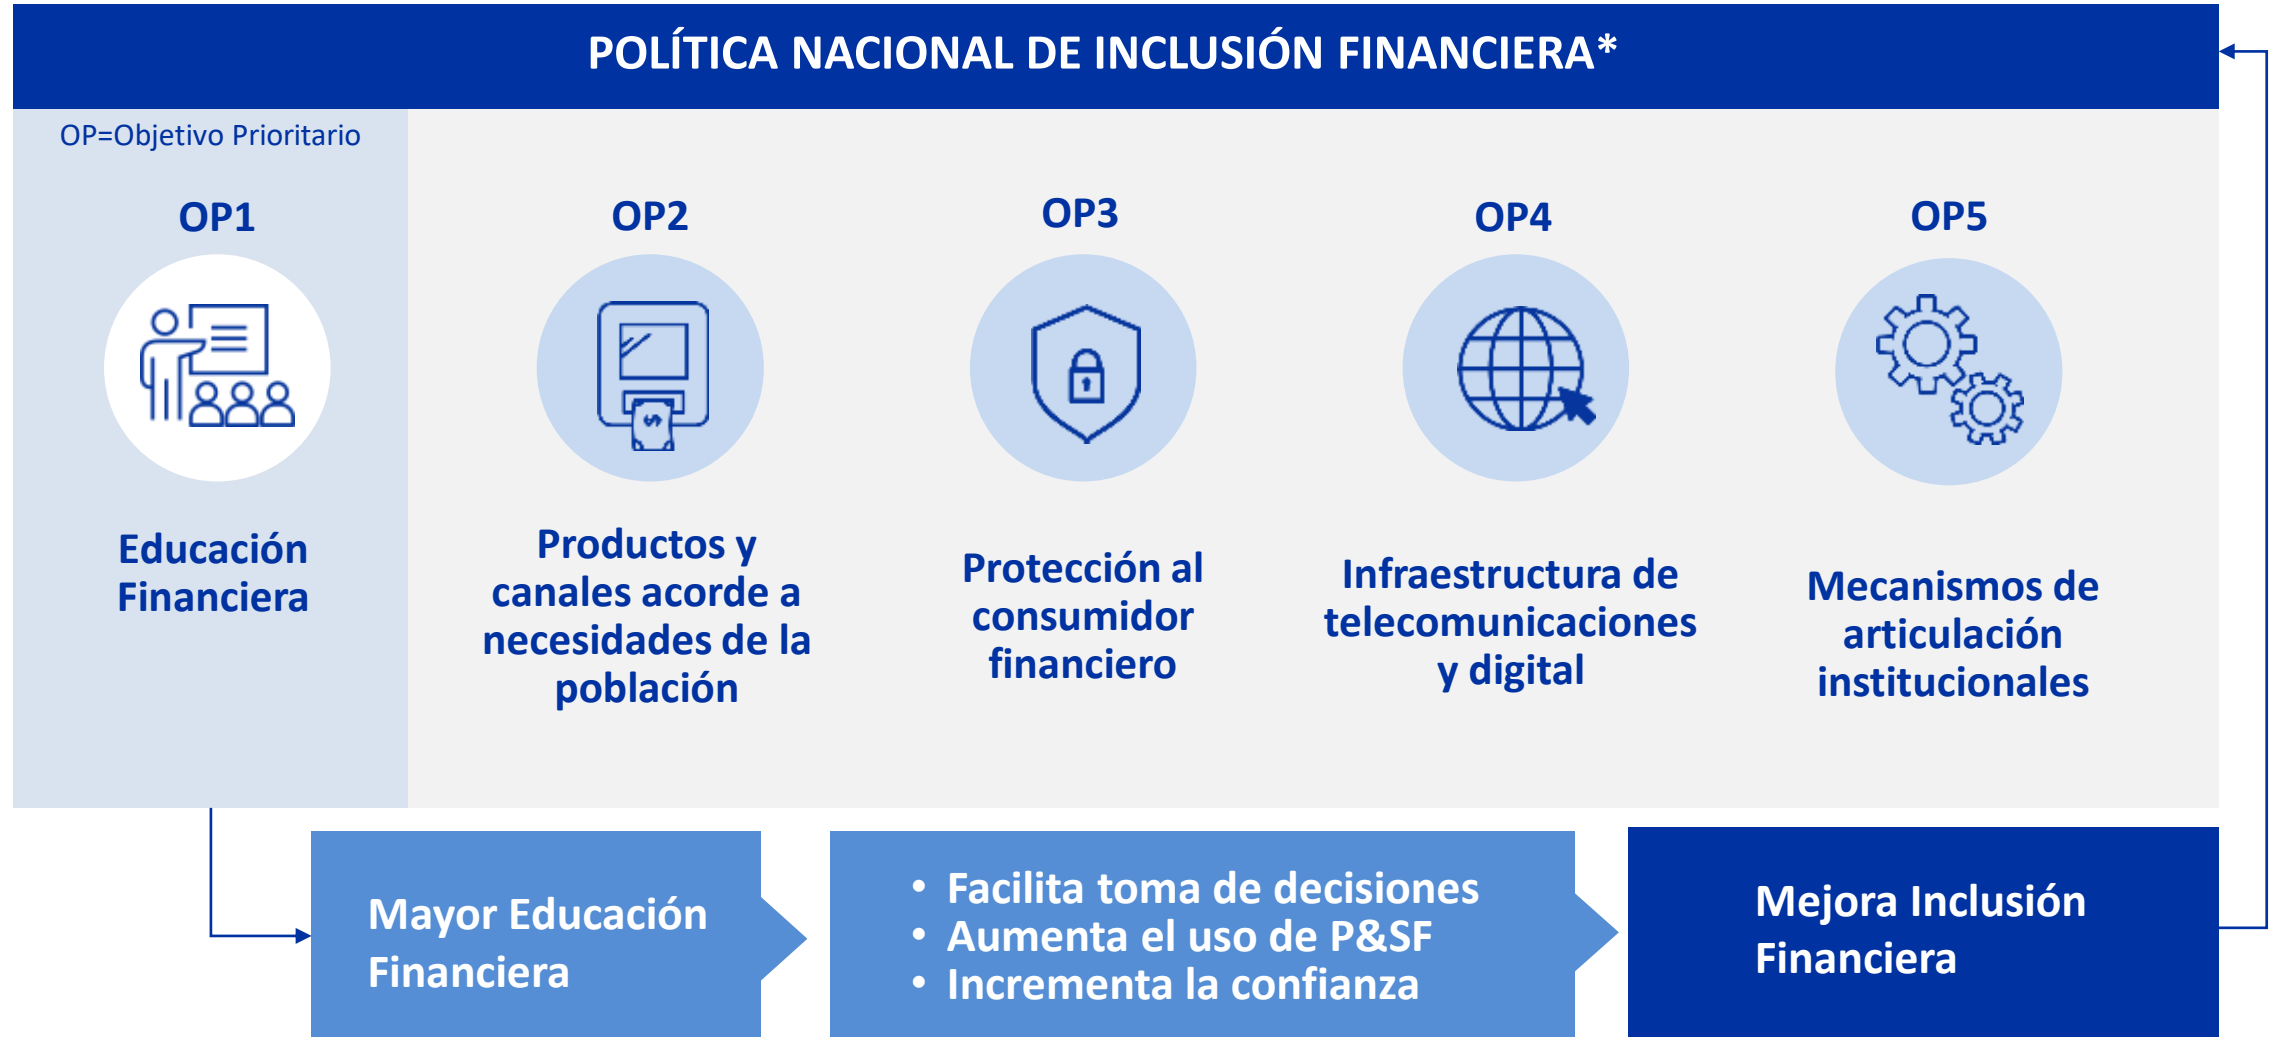 POLÍTICA NACIONAL DE INCLUSIÓN FINANCIERA*
OP=Objetivo Prioritario
OP1
Educación
Financiera
OP2
Productos y
canales acorde a
necesidades de la
población
OP3
Protección al
consumidor
financiero
OP4
Infraestructura de
telecomunicaciones
y digital
OP5
Mecanismos de
articulación
institucionales
Mayor Educación
Financiera
• Facilita toma de decisiones
• Aumenta el uso de P&SF
• Incrementa la confianza
Mejora Inclusión
Financiera